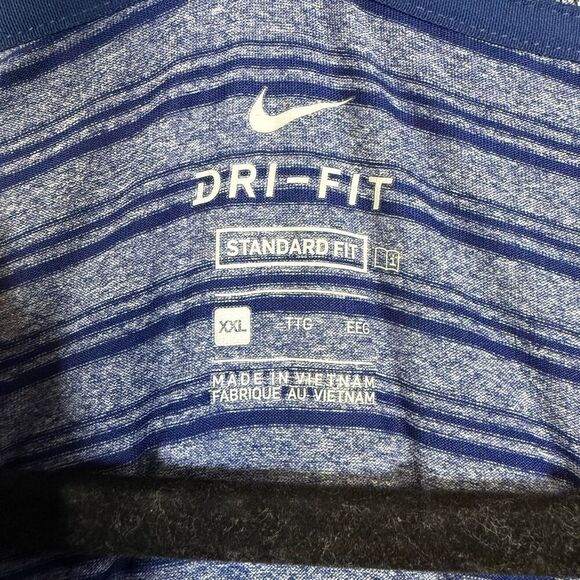 DRI-FIT
STANDARD FIT
XXL TTG EEG
MADE IN VIETNAM
FABRIQUE AU VIETNAM